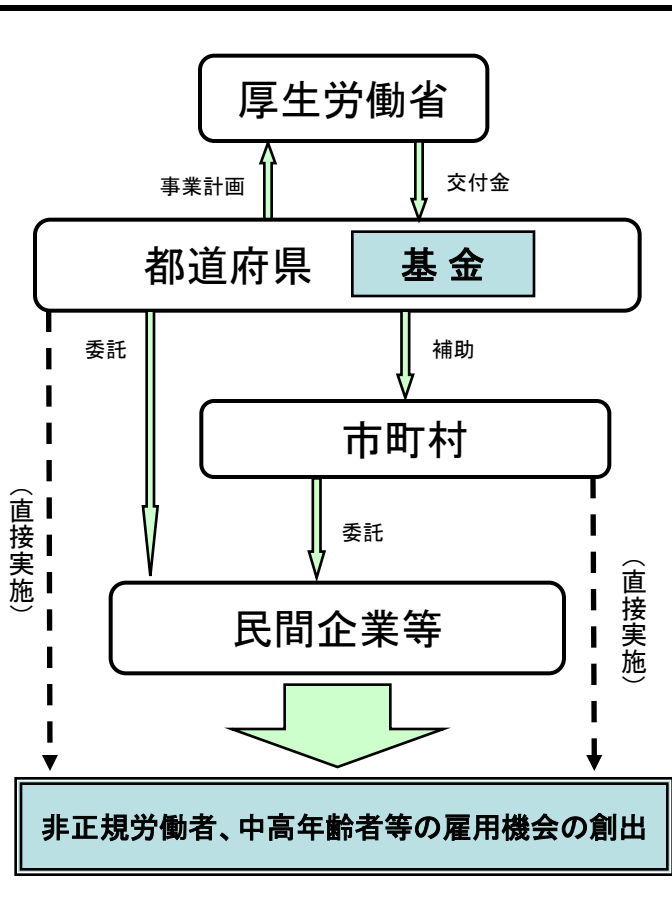 厚生労働省
事業計画
交付金
都道府県
基 金
委託
補助
市町村
(直接実施)
委託
(直接実施)
民間企業等
非正規労働者、中高年齢者等の雇用機会の創出